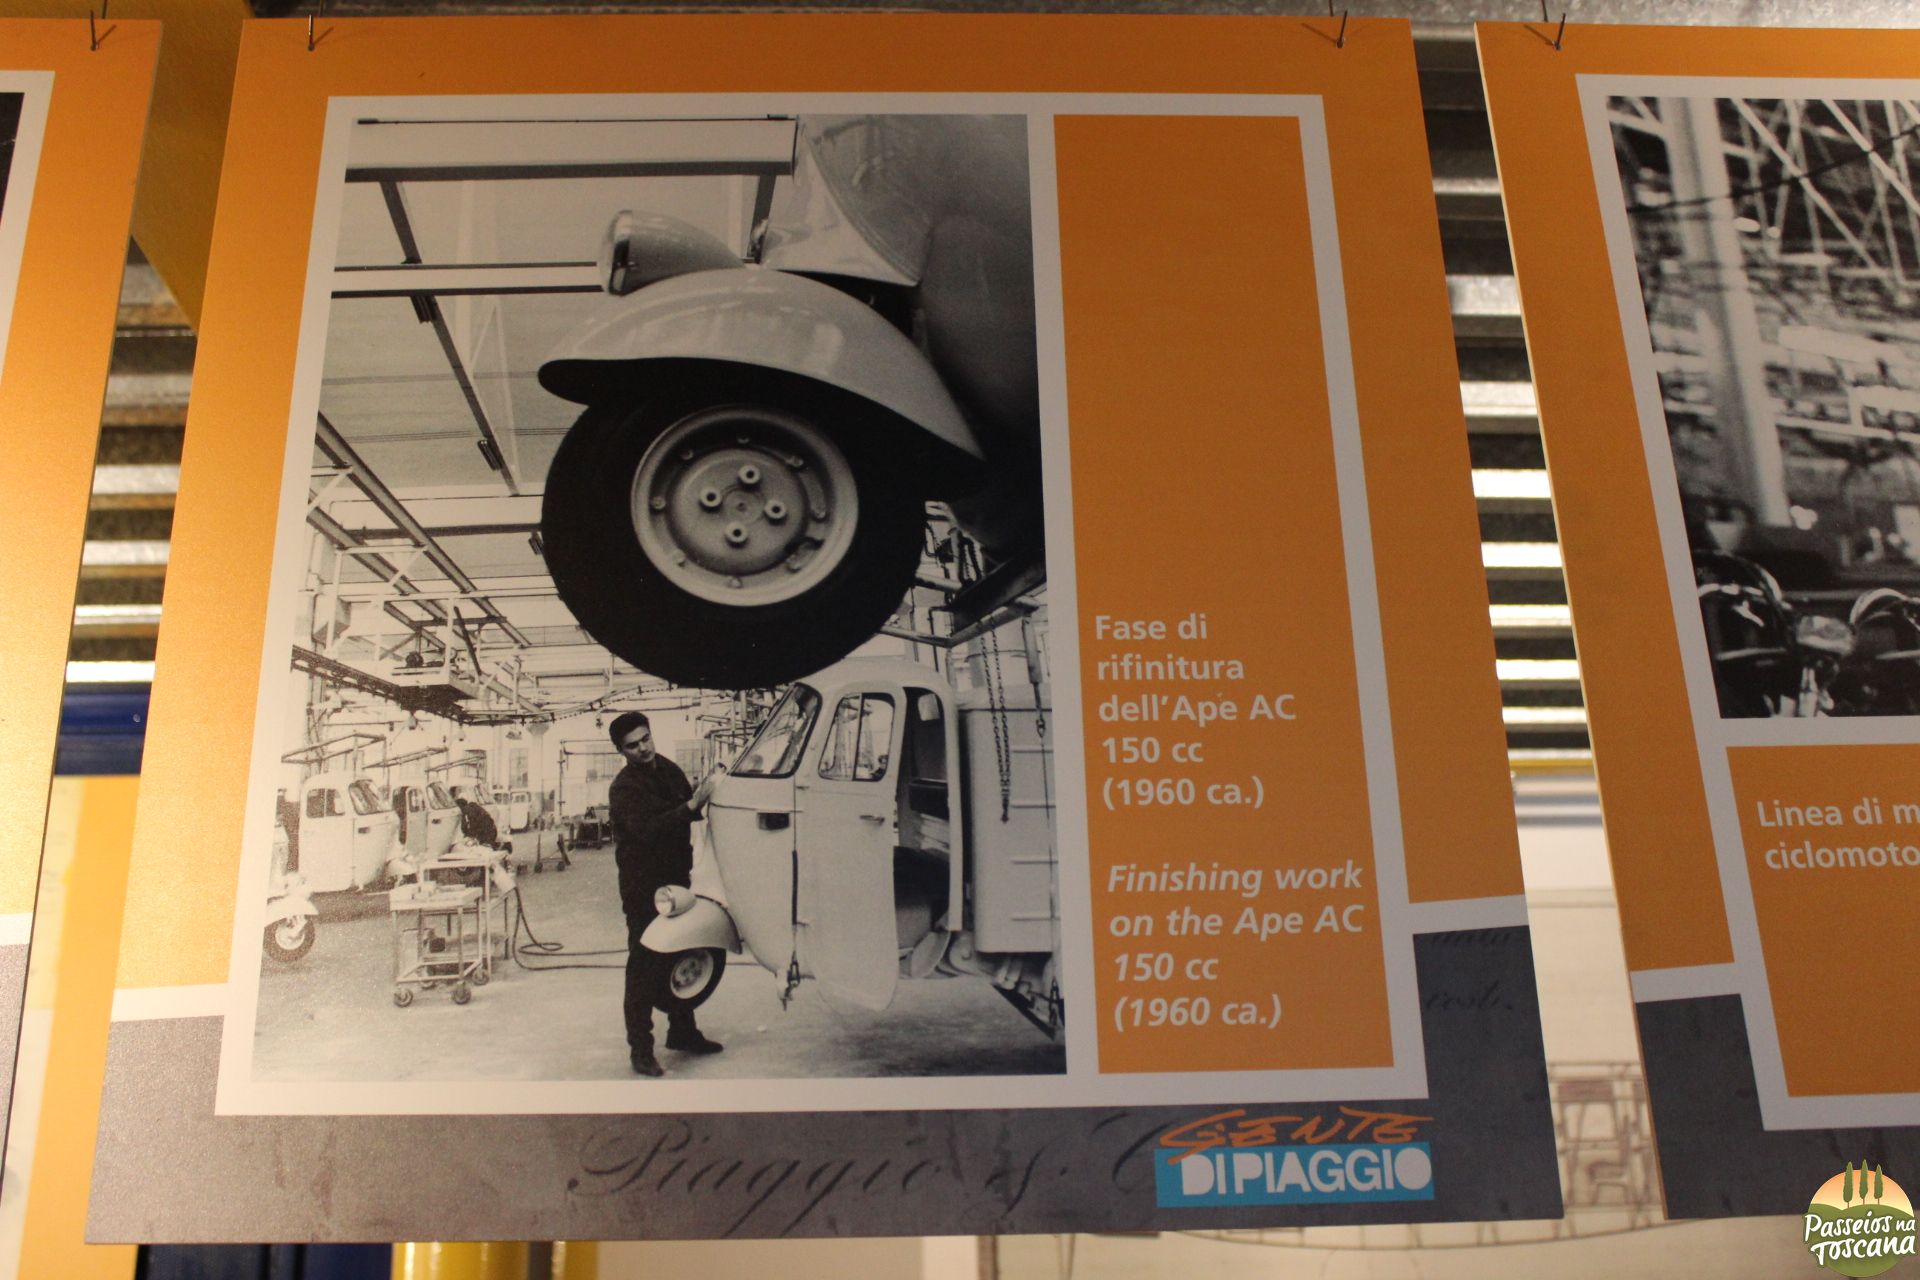 Fase di
rifinitura
dell'Ape AC
150 cc
(1960 ca.)
Finishing work
on the Ape AC
150 cc
(1960 ca.)
Piaggio &
GENTE
DI PIAGGIO
Linea di
ciclomoto
Passeios na
Toscana